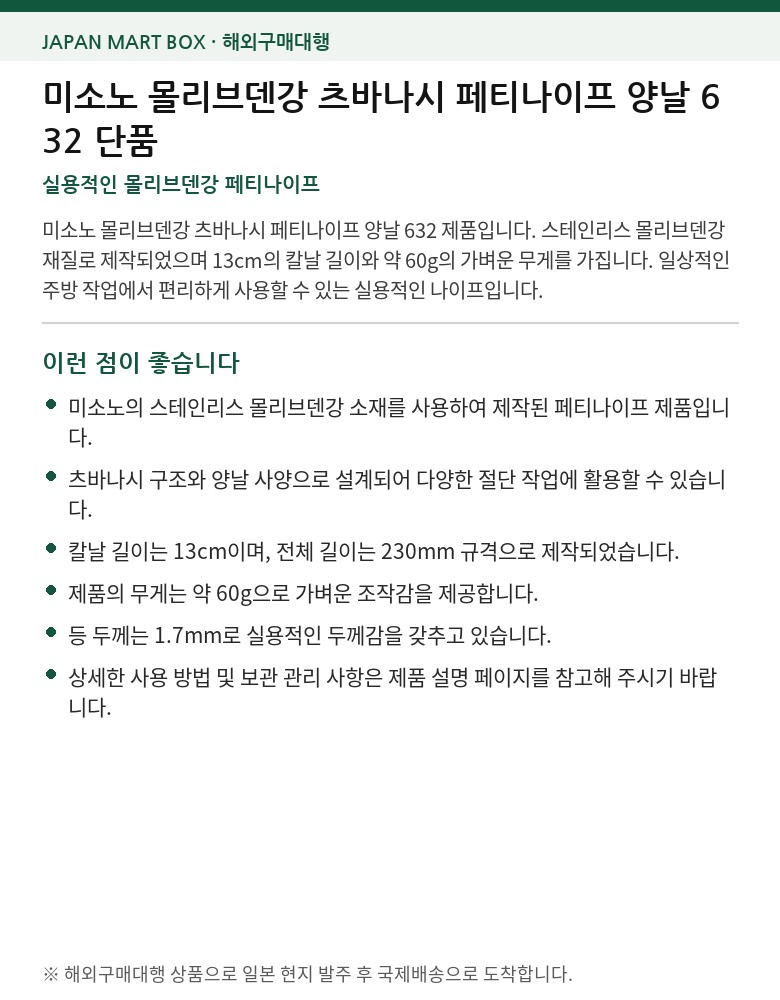 JAPAN MART BOX · 해외구매대행
미소노 몰리브덴강 츠바나시 페티나이프 양날 6
32 단품
실용적인 몰리브덴강 페티나이프
미소노 몰리브덴강 츠바나시 페티나이프 양날 632 제품입니다. 스테인리스 몰리브덴강
재질로 제작되었으며 13cm의 칼날 길이와 약 60g의 가벼운 무게를 가집니다. 일상적인
주방 작업에서 편리하게 사용할 수 있는 실용적인 나이프입니다.
이런 점이 좋습니다
● 미소노의 스테인리스 몰리브덴강 소재를 사용하여 제작된 페티나이프 제품입니
다.
● 츠바나시 구조와 양날 사양으로 설계되어 다양한 절단 작업에 활용할 수 있습니
다.
● 칼날 길이는 13cm이며, 전체 길이는 230mm 규격으로 제작되었습니다.
● 제품의 무게는 약 60g으로 가벼운 조작감을 제공합니다.
● 등 두께는 1.7mm로 실용적인 두께감을 갖추고 있습니다.
● 상세한 사용 방법 및 보관 관리 사항은 제품 설명 페이지를 참고해 주시기 바랍
니다.
※ 해외구매대행 상품으로 일본 현지 발주 후 국제배송으로 도착합니다.